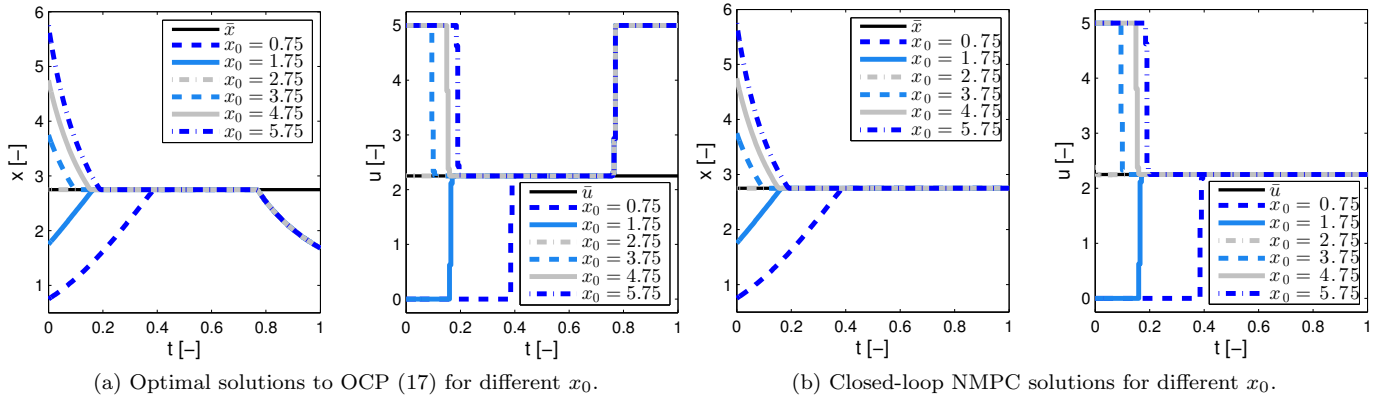 x [–]
6
5
4
3
2
1
0
0.2
0.4
0.6
0.8
1
t [–]
x̄
x₀ = 0.75
x₀ = 1.75
x₀ = 2.75
x₀ = 3.75
x₀ = 4.75
x₀ = 5.75
u [–]
5
4
3
2
1
0
0
0.2
0.4
0.6
0.8
1
t [–]
ū
x₀ = 0.75
x₀ = 1.75
x₀ = 2.75
x₀ = 3.75
x₀ = 4.75
x₀ = 5.75
(a) Optimal solutions to OCP (17) for different x₀.
x [–]
6
5
4
3
2
1
0
0.2
0.4
0.6
0.8
1
t [–]
x̄
x₀ = 0.75
x₀ = 1.75
x₀ = 2.75
x₀ = 3.75
x₀ = 4.75
x₀ = 5.75
u [–]
5
4
3
2
1
0
0
0.2
0.4
0.6
0.8
1
t [–]
ū
x₀ = 0.75
x₀ = 1.75
x₀ = 2.75
x₀ = 3.75
x₀ = 4.75
x₀ = 5.75
(b) Closed-loop NMPC solutions for different x₀.